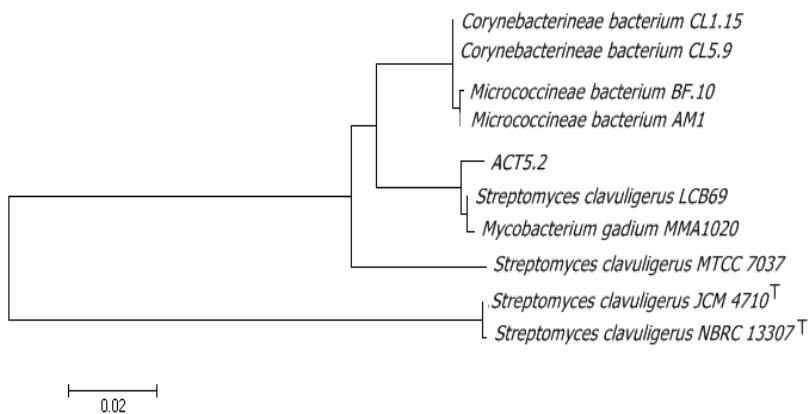 Corynebacterineae bacterium CL1.15
Corynebacterineae bacterium CL5.9
Micrococcineae bacterium BF.10
Micrococcineae bacterium AM1
ACT5.2
Streptomyces clavuligerus LCB69
Mycobacterium gadium MMA1020
Streptomyces clavuligerus MTCC 7037
Streptomyces clavuligerus JCM 4710T
Streptomyces clavuligerus NBRC 13307T
0.02